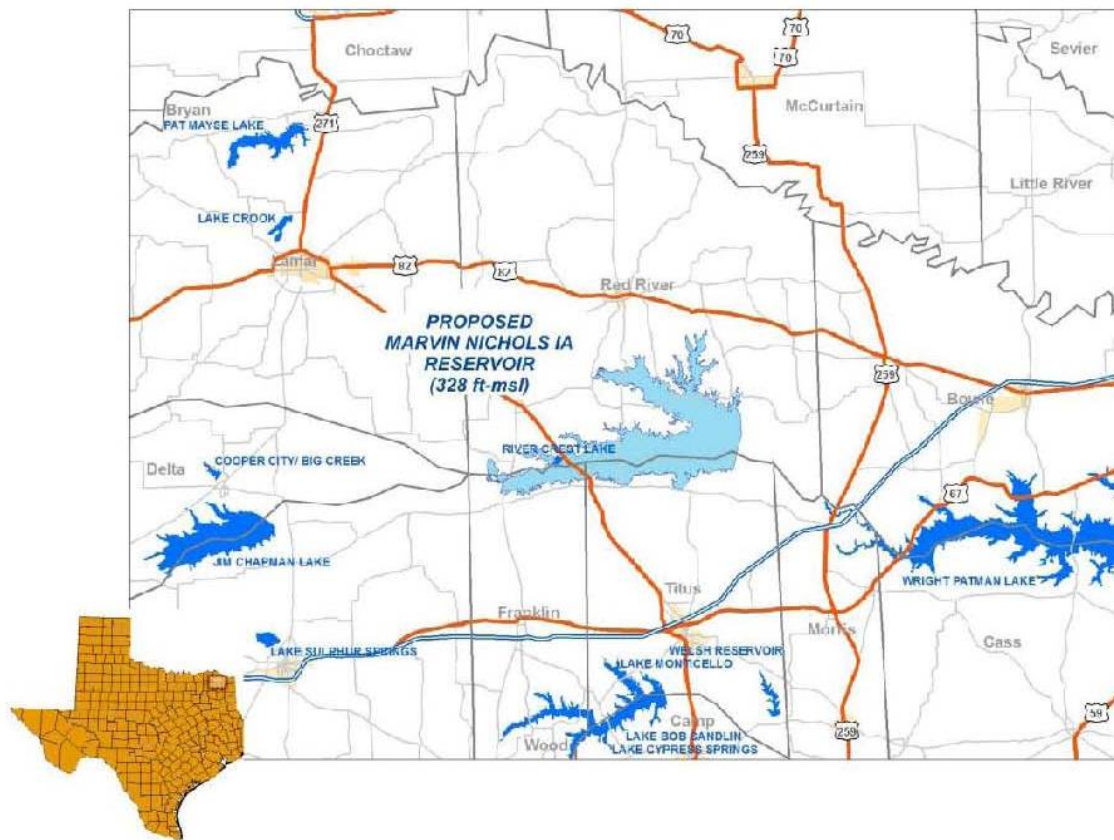 70
70
70
Choctaw
Sevier
McCurtain
Bryan
PAT MAYSE LAKE
271
259
Little River
LAKE CROOK
Lamar
82
82
Red River
PROPOSED
MARVIN NICHOLS IA
RESERVOIR
(328 ft-msl)
259
Bowie
RIVER CREST LAKE
COOPER CITY/ BIG CREEK
Delta
67
JIM CHAPMAN LAKE
WRIGHT PATMAN LAKE
Titus
Franklin
Morris
Cass
LAKE SULPHUR SPRINGS
WELSH RESERVOIR
LAKE MONTICELLO
Camp
59
Wood
LAKE BOB SANDLIN
LAKE CYPRESS SPRINGS
259